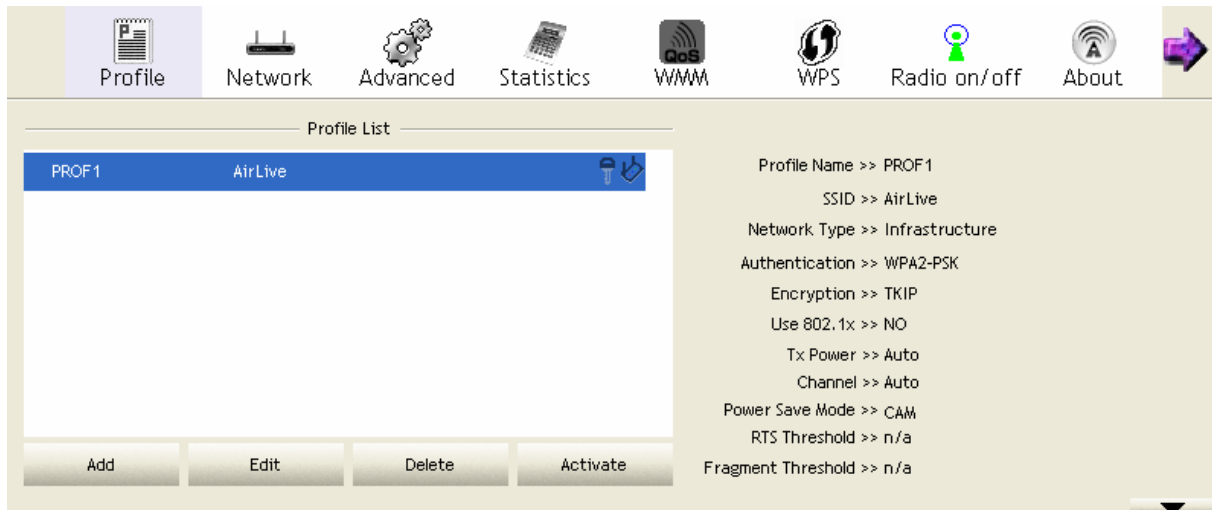 Profile
Network
Advanced
Statistics
QoS
WMM
WPS
Radio on/off
About
Profile List
PROF1 AirLive
Profile Name >> PROF1
SSID >> AirLive
Network Type >> Infrastructure
Authentication >> WPA2-PSK
Encryption >> TKIP
Use 802.1x >> NO
Tx Power >> Auto
Channel >> Auto
Power Save Mode >> CAM
RTS Threshold >> n/a
Fragment Threshold >> n/a
Add
Edit
Delete
Activate